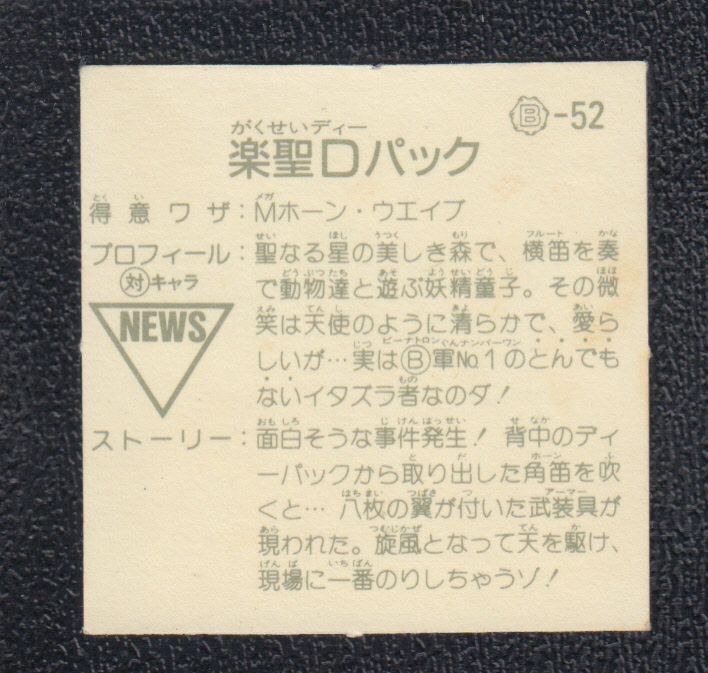 Ⓑ-52
楽聖Dパック
得意ワザ：Mホーン・ウエイブ
プロフィール：聖なる星の美しき森で、横笛を奏
対キャラ
で動物達と遊ぶ妖精童子。その微
NEWS
笑は天使のように清らかで、愛ら
しいが…実はⒷ軍No.1のとんでも
ないイタズラ者なのダ！
ストーリー：面白そうな事件発生！背中のディ
ーパックから取り出した角笛を吹
くと…八枚の翼が付いた武装具が
現われた。旋風となって天を駆け、
現場に一番のりしちゃうゾ！